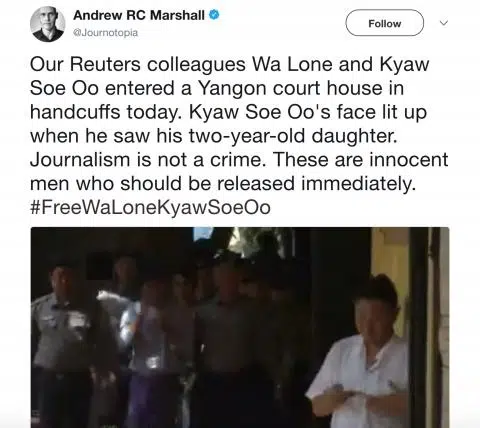 Andrew RC Marshall
@Journotopia
Follow
Our Reuters colleagues Wa Lone and Kyaw
Soe Oo entered a Yangon court house in
handcuffs today. Kyaw Soe Oo's face lit up
when he saw his two-year-old daughter.
Journalism is not a crime. These are innocent
men who should be released immediately.
#FreeWaLoneKyawSoeOo